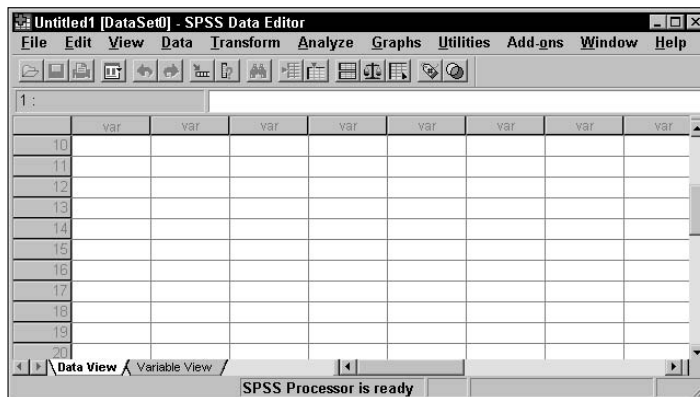 Untitled1 [DataSet0] - SPSS Data Editor
File Edit View Data Transform Analyze Graphs Utilities Add-ons Window Help
1 :
var var var var var var var var
10
11
12
13
14
15
16
17
18
19
20
Data View Variable View
SPSS Processor is ready